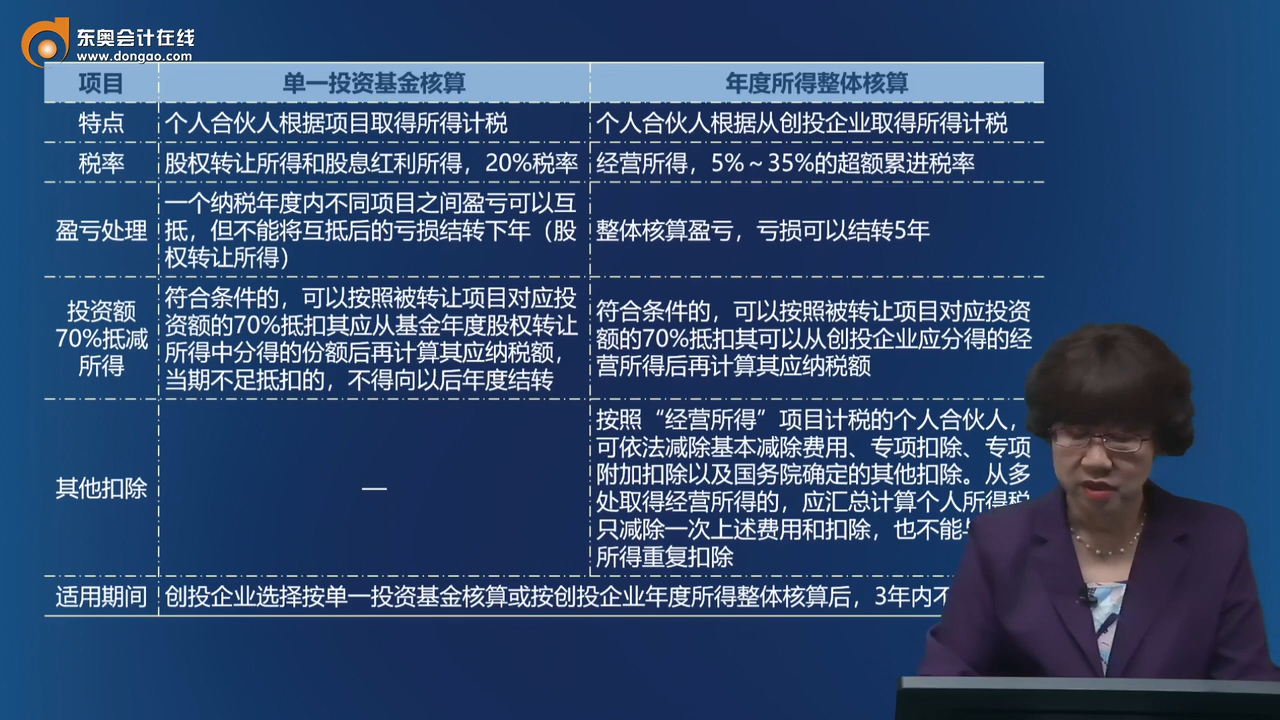 东奥会计在线
www.dongao.com
项目 单一投资基金核算 年度所得整体核算
特点 个人合伙人根据项目取得所得计税 个人合伙人根据从创投企业取得所得计税
税率 股权转让所得和股息红利所得，20%税率 经营所得，5%～35%的超额累进税率
盈亏处理
一个纳税年度内不同项目之间盈亏可以互
抵，但不能将互抵后的亏损结转下年（股
权转让所得）
整体核算盈亏，亏损可以结转5年
投资额
70%抵减
所得
符合条件的，可以按照被转让项目对应投
资额的70%抵扣其应从基金年度股权转让
所得中分得的份额后再计算其应纳税额，
当期不足抵扣的，不得向以后年度结转
符合条件的，可以按照被转让项目对应投资
额的70%抵扣其可以从创投企业应分得的经
营所得后再计算其应纳税额
其他扣除
—
按照“经营所得”项目计税的个人合伙人，
可依法减除基本减除费用、专项扣除、专项
附加扣除以及国务院确定的其他扣除。从多
处取得经营所得的，应汇总计算个人所得税
只减除一次上述费用和扣除，也不能与
所得重复扣除
适用期间 创投企业选择按单一投资基金核算或按创投企业年度所得整体核算后，3年内不